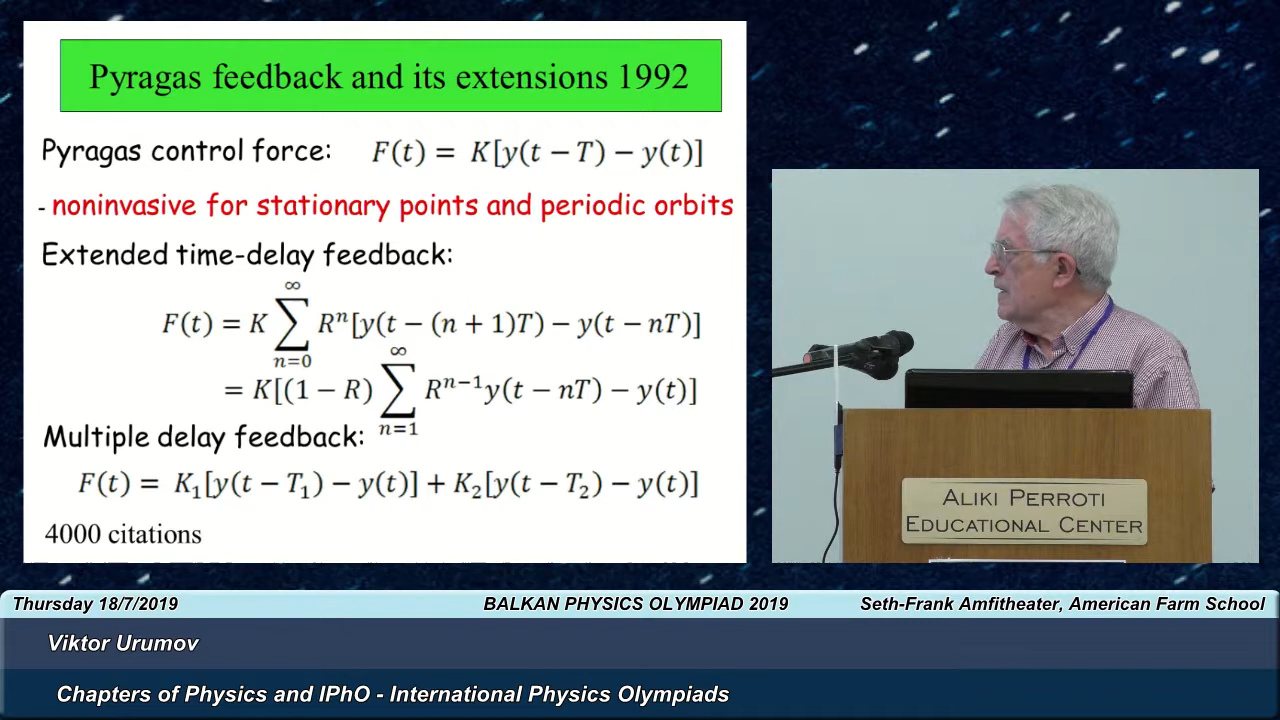 Pyragas feedback and its extensions 1992
Pyragas control force: F(t) = K[y(t − T) − y(t)]
- noninvasive for stationary points and periodic orbits
Extended time-delay feedback:
F(t) = K ∑_{n=0}^{∞} Rⁿ[y(t − (n + 1)T) − y(t − nT)]
= K[(1 − R) ∑_{n=1}^{∞} Rⁿ⁻¹y(t − nT) − y(t)]
Multiple delay feedback:
F(t) = K₁[y(t − T₁) − y(t)] + K₂[y(t − T₂) − y(t)]
4000 citations
ALIKI PERROTI
EDUCATIONAL CENTER
Thursday 18/7/2019 BALKAN PHYSICS OLYMPIAD 2019 Seth-Frank Amfitheater, American Farm School
Viktor Urumov
Chapters of Physics and IPhO - International Physics Olympiads